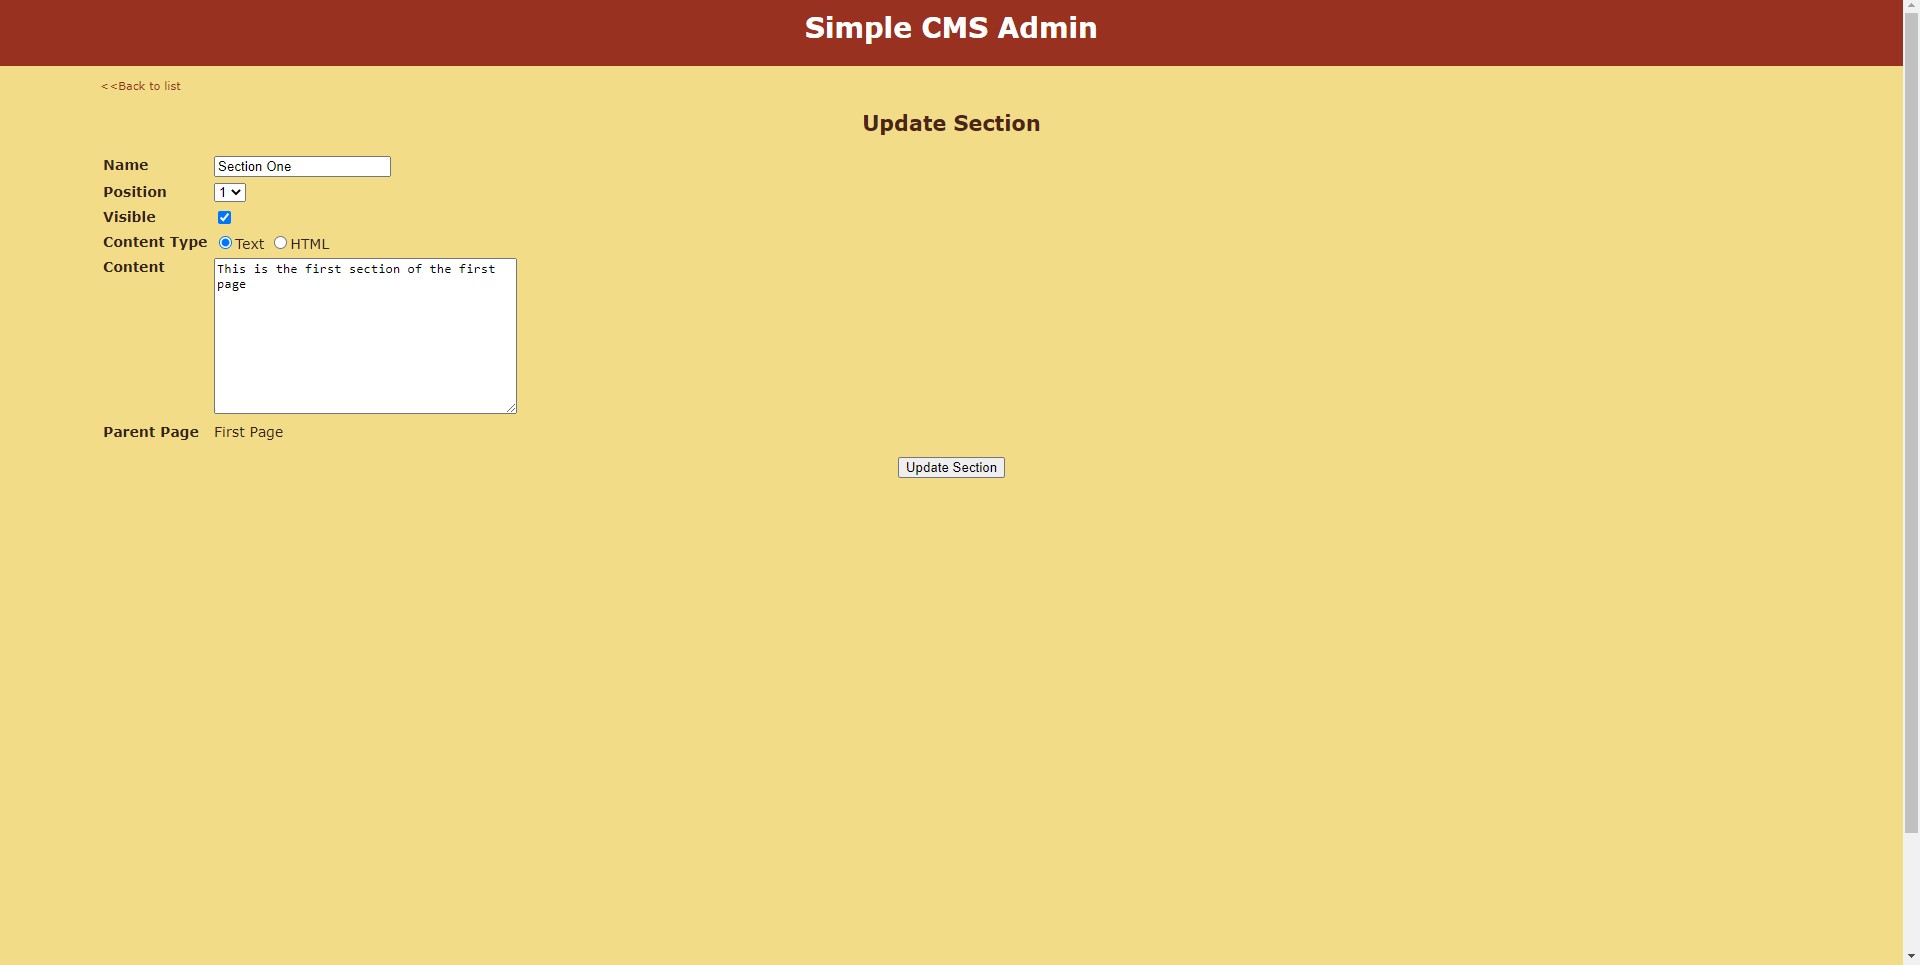 Simple CMS Admin
<<Back to list
Update Section
Name Section One
Position 1
Visible
Content Type Text HTML
Content This is the first section of the first
page
Parent Page First Page
Update Section